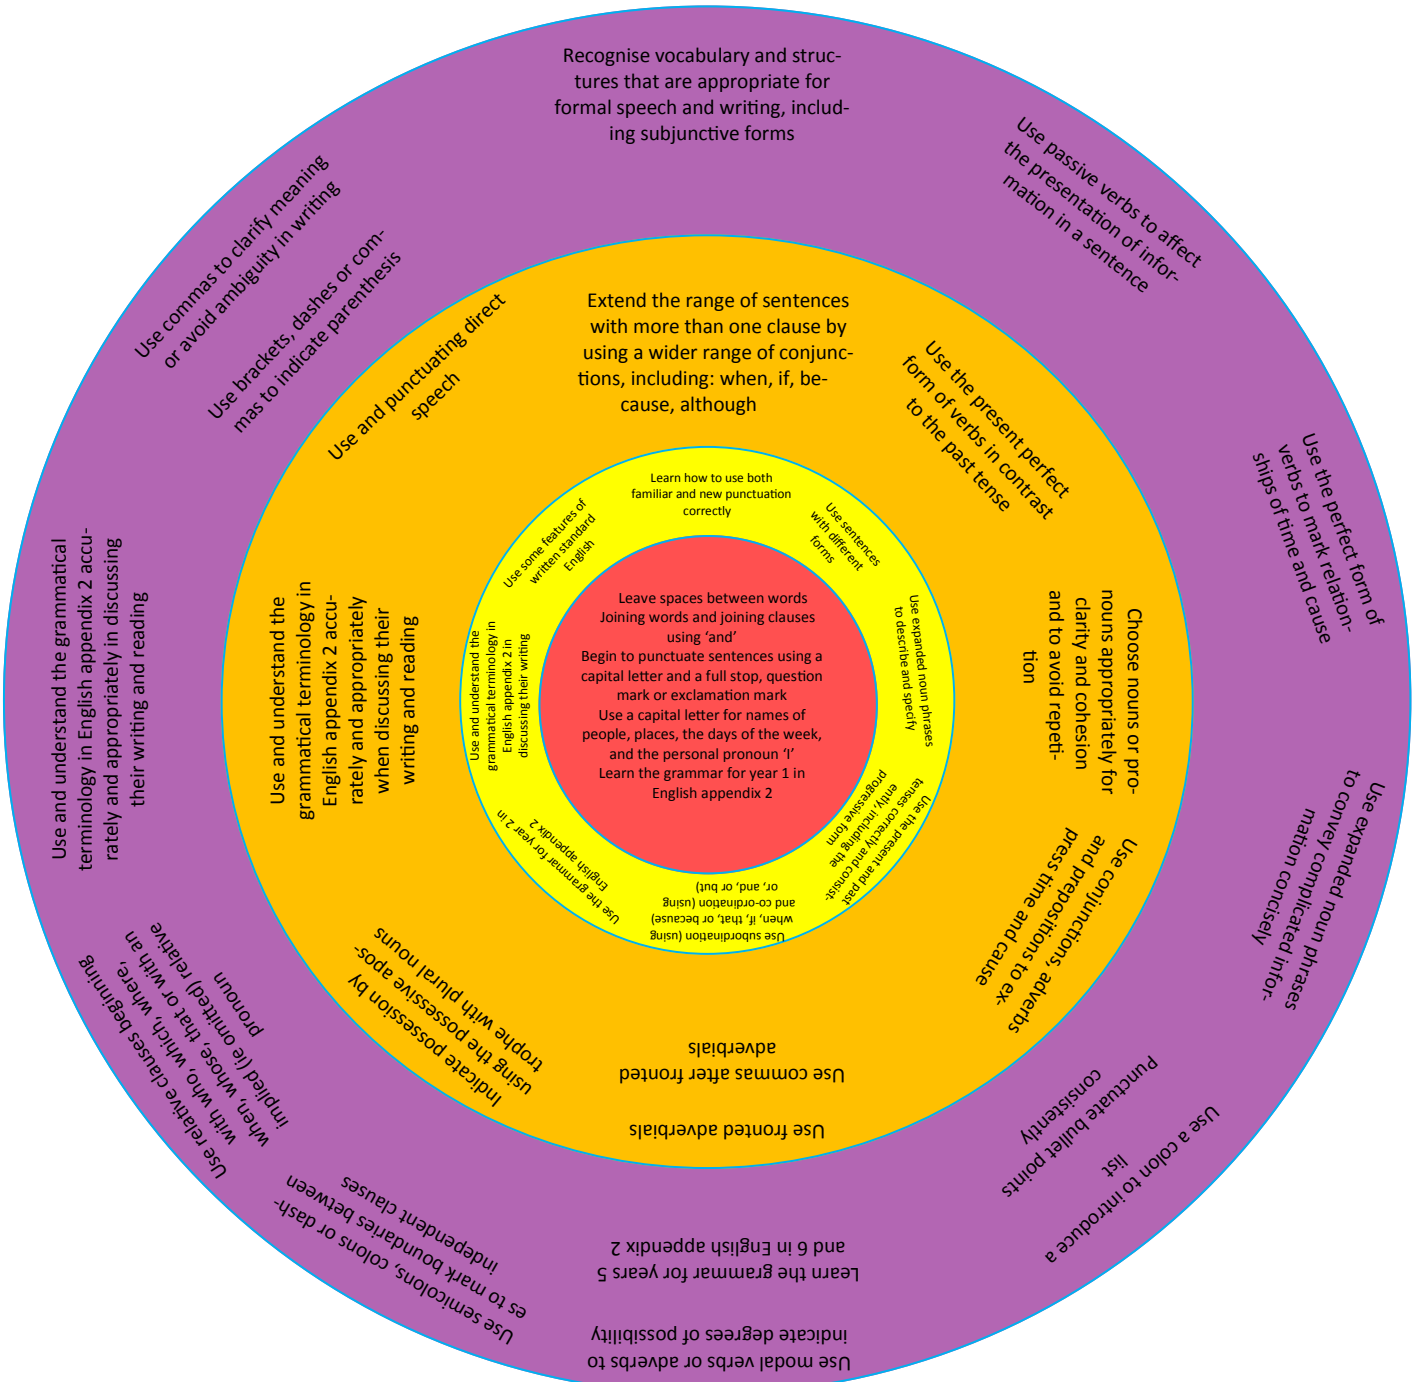 Recognise vocabulary and struc-
tures that are appropriate for
formal speech and writing, includ-
ing subjunctive forms
Use passive verbs to affect
the presentation of infor-
mation in a sentence
Use the perfect form of
verbs to mark relation-
ships of time and cause
Use expanded noun phrases
to convey complicated infor-
mation concisely
Use a colon to introduce a
list
Punctuate bullet points
consistently
Use modal verbs or adverbs to
indicate degrees of possibility
Learn the grammar for years 5
and 6 in English appendix 2
Use semicolons, colons or dash-
es to mark boundaries between
independent clauses
Use relative clauses beginning
with who, which, where,
when, whose, that or with an
implied (ie omitted) relative
pronoun
Use and understand the grammatical
terminology in English appendix 2 accu-
rately and appropriately in discussing
their writing and reading
Use commas to clarify meaning
or avoid ambiguity in writing
Use brackets, dashes or com-
mas to indicate parenthesis
Extend the range of sentences
with more than one clause by
using a wider range of conjunc-
tions, including: when, if, be-
cause, although
Use the present perfect
form of verbs in contrast
to the past tense
Choose nouns or pro-
nouns appropriately for
clarity and cohesion
and to avoid repeti-
tion
Use conjunctions, adverbs
and prepositions to ex-
press time and cause
Use fronted adverbials
Use commas after fronted
adverbials
Indicate possession by
using the possessive apos-
trophe with plural nouns
Use and understand the
grammatical terminology in
English appendix 2 accu-
rately and appropriately
when discussing their
writing and reading
Use and punctuating direct
speech
Learn how to use both
familiar and new punctuation
correctly
Use sentences
with different
forms
Use expanded noun phrases
to describe and specify
Use the present and past
tenses correctly and consist-
ently, including the
progressive form
Use subordination (using
when, if, that, or because)
and co-ordination (using
or, and, or but)
Use the grammar for year 2 in
English appendix 2
Use and understand the
grammatical terminology in
English appendix 2 in
discussing their writing
Use some features of
written standard
English
Leave spaces between words
Joining words and joining clauses
using ‘and’
Begin to punctuate sentences using a
capital letter and a full stop, question
mark or exclamation mark
Use a capital letter for names of
people, places, the days of the week,
and the personal pronoun ‘I’
Learn the grammar for year 1 in
English appendix 2